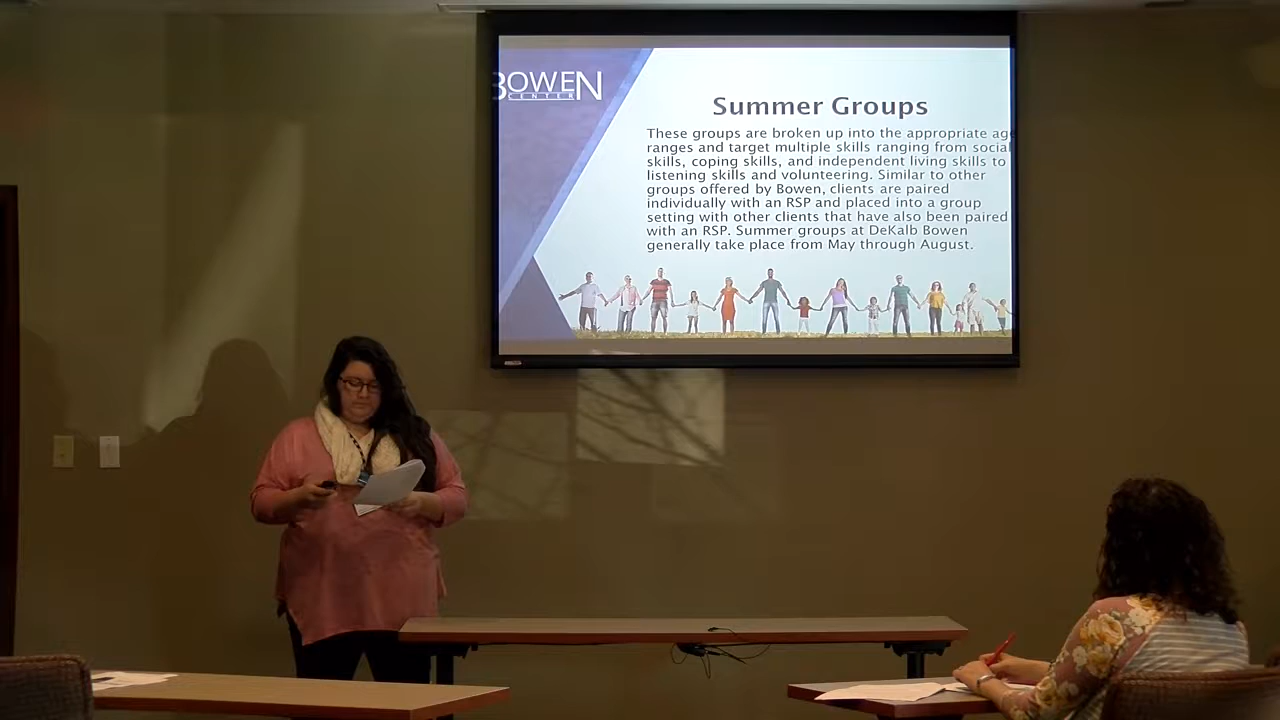 BOWEN
CENTER
Summer Groups
These groups are broken up into the appropriate age
ranges and target multiple skills ranging from social
skills, coping skills, and independent living skills to
listening skills and volunteering. Similar to other
groups offered by Bowen, clients are paired
individually with an RSP and placed into a group
setting with other clients that have also been paired
with an RSP. Summer groups at DeKalb Bowen
generally take place from May through August.